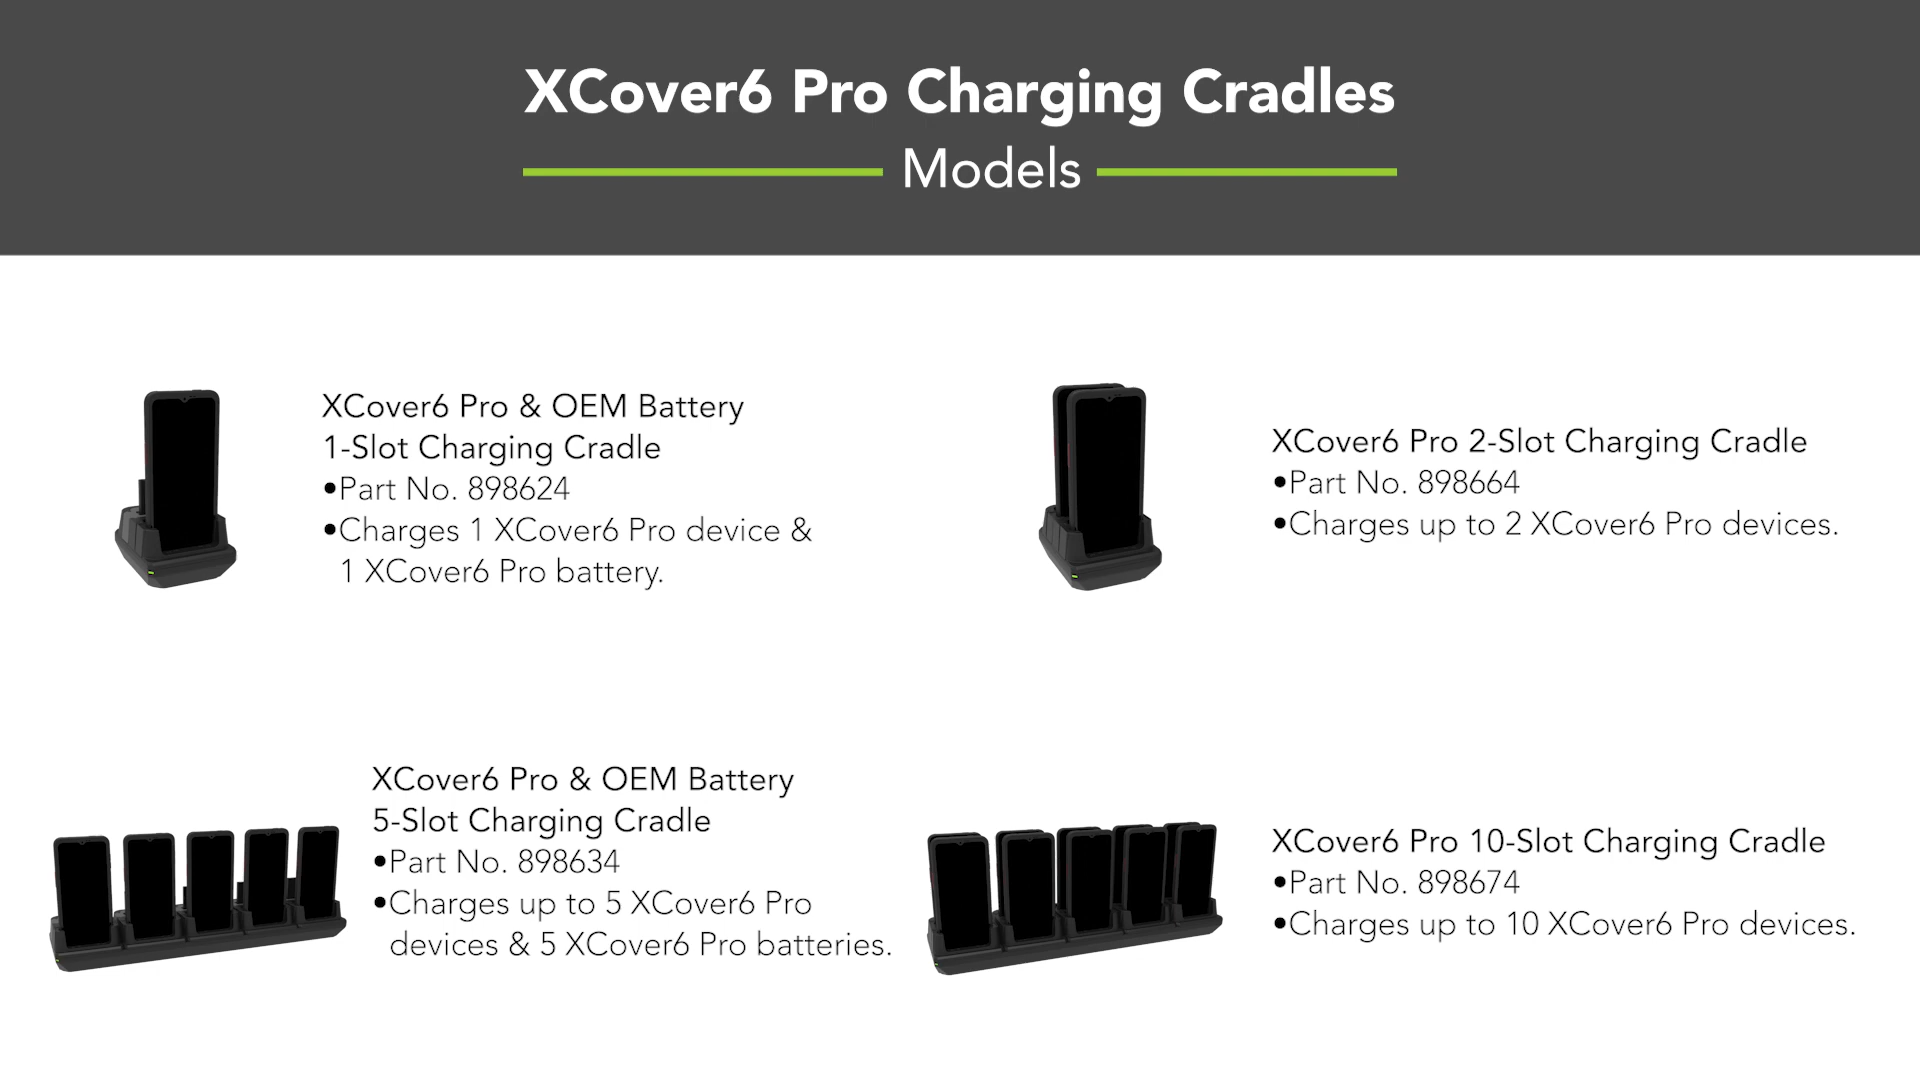 XCover6 Pro Charging Cradles
Models
XCover6 Pro & OEM Battery
1-Slot Charging Cradle
•Part No. 898624
•Charges 1 XCover6 Pro device &
1 XCover6 Pro battery.
XCover6 Pro 2-Slot Charging Cradle
•Part No. 898664
•Charges up to 2 XCover6 Pro devices.
XCover6 Pro & OEM Battery
5-Slot Charging Cradle
•Part No. 898634
•Charges up to 5 XCover6 Pro
devices & 5 XCover6 Pro batteries.
XCover6 Pro 10-Slot Charging Cradle
•Part No. 898674
•Charges up to 10 XCover6 Pro devices.